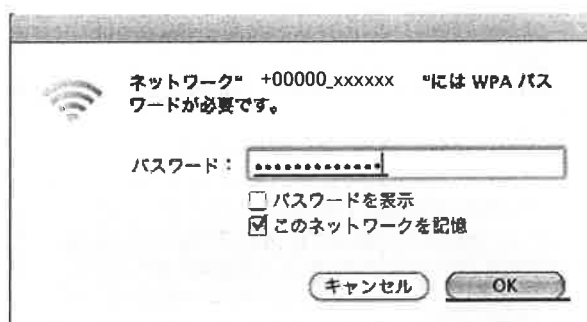 ネットワーク“ +00000_xxxxxx ”には WPA パス
ワードが必要です。
パスワード： •••••••••••••
パスワードを表示
このネットワークを記憶
キャンセル OK